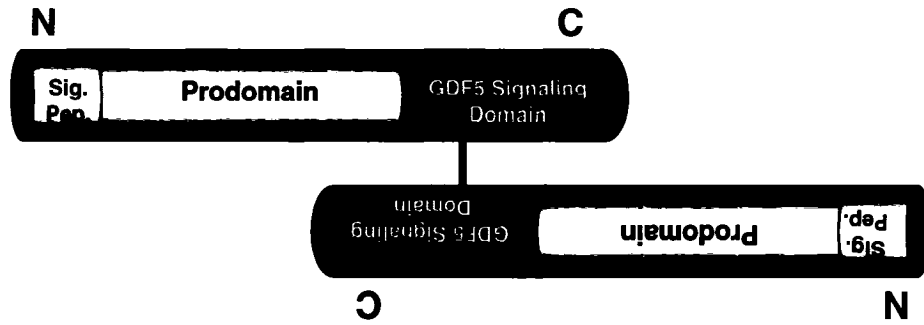 N
C
Sig.
Pep.
Prodomain
GDF5 Signaling
Domain
GDF5 Signaling
Domain
Prodomain
Sig.
Pep.
C
N